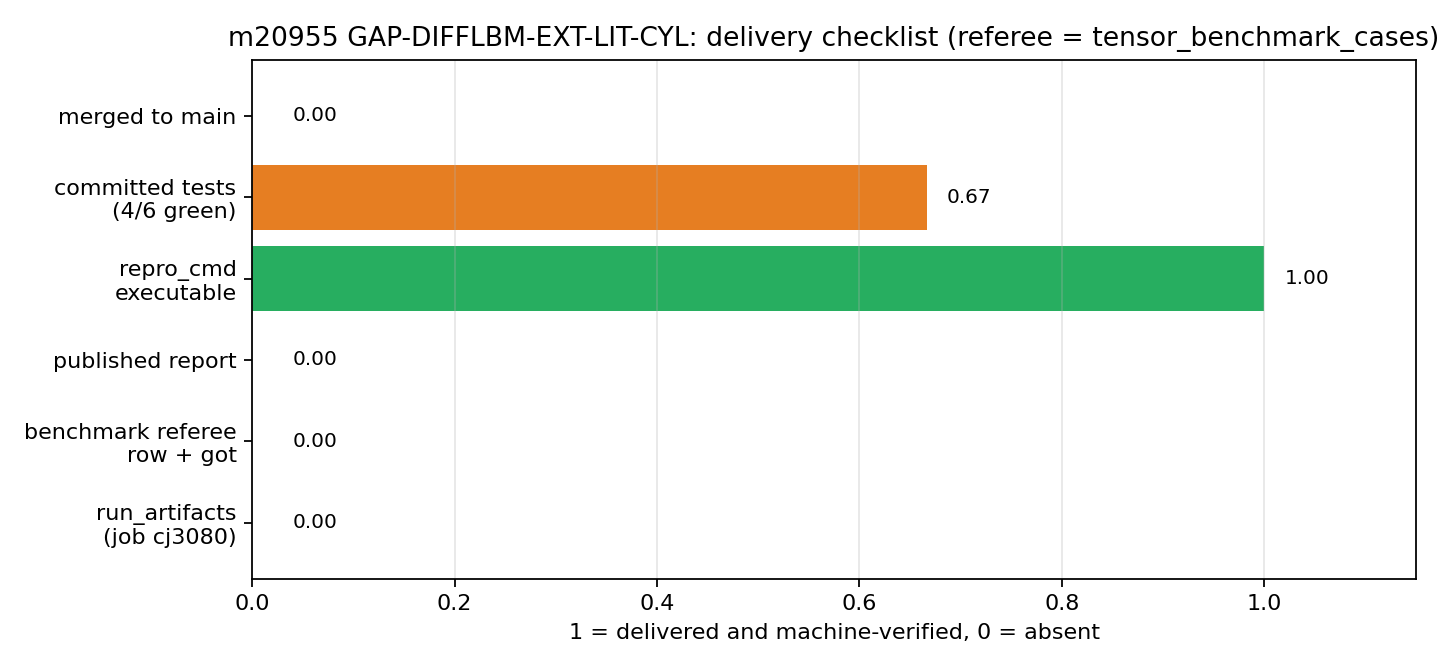 m20955 GAP-DIFFLBM-EXT-LIT-CYL: delivery checklist (referee = tensor_benchmark_cases)
merged to main
0.00
committed tests
(4/6 green)
0.67
repro_cmd
executable
1.00
published report
0.00
benchmark referee
row + got
0.00
run_artifacts
(job cj3080)
0.00
0.0 0.2 0.4 0.6 0.8 1.0
1 = delivered and machine-verified, 0 = absent